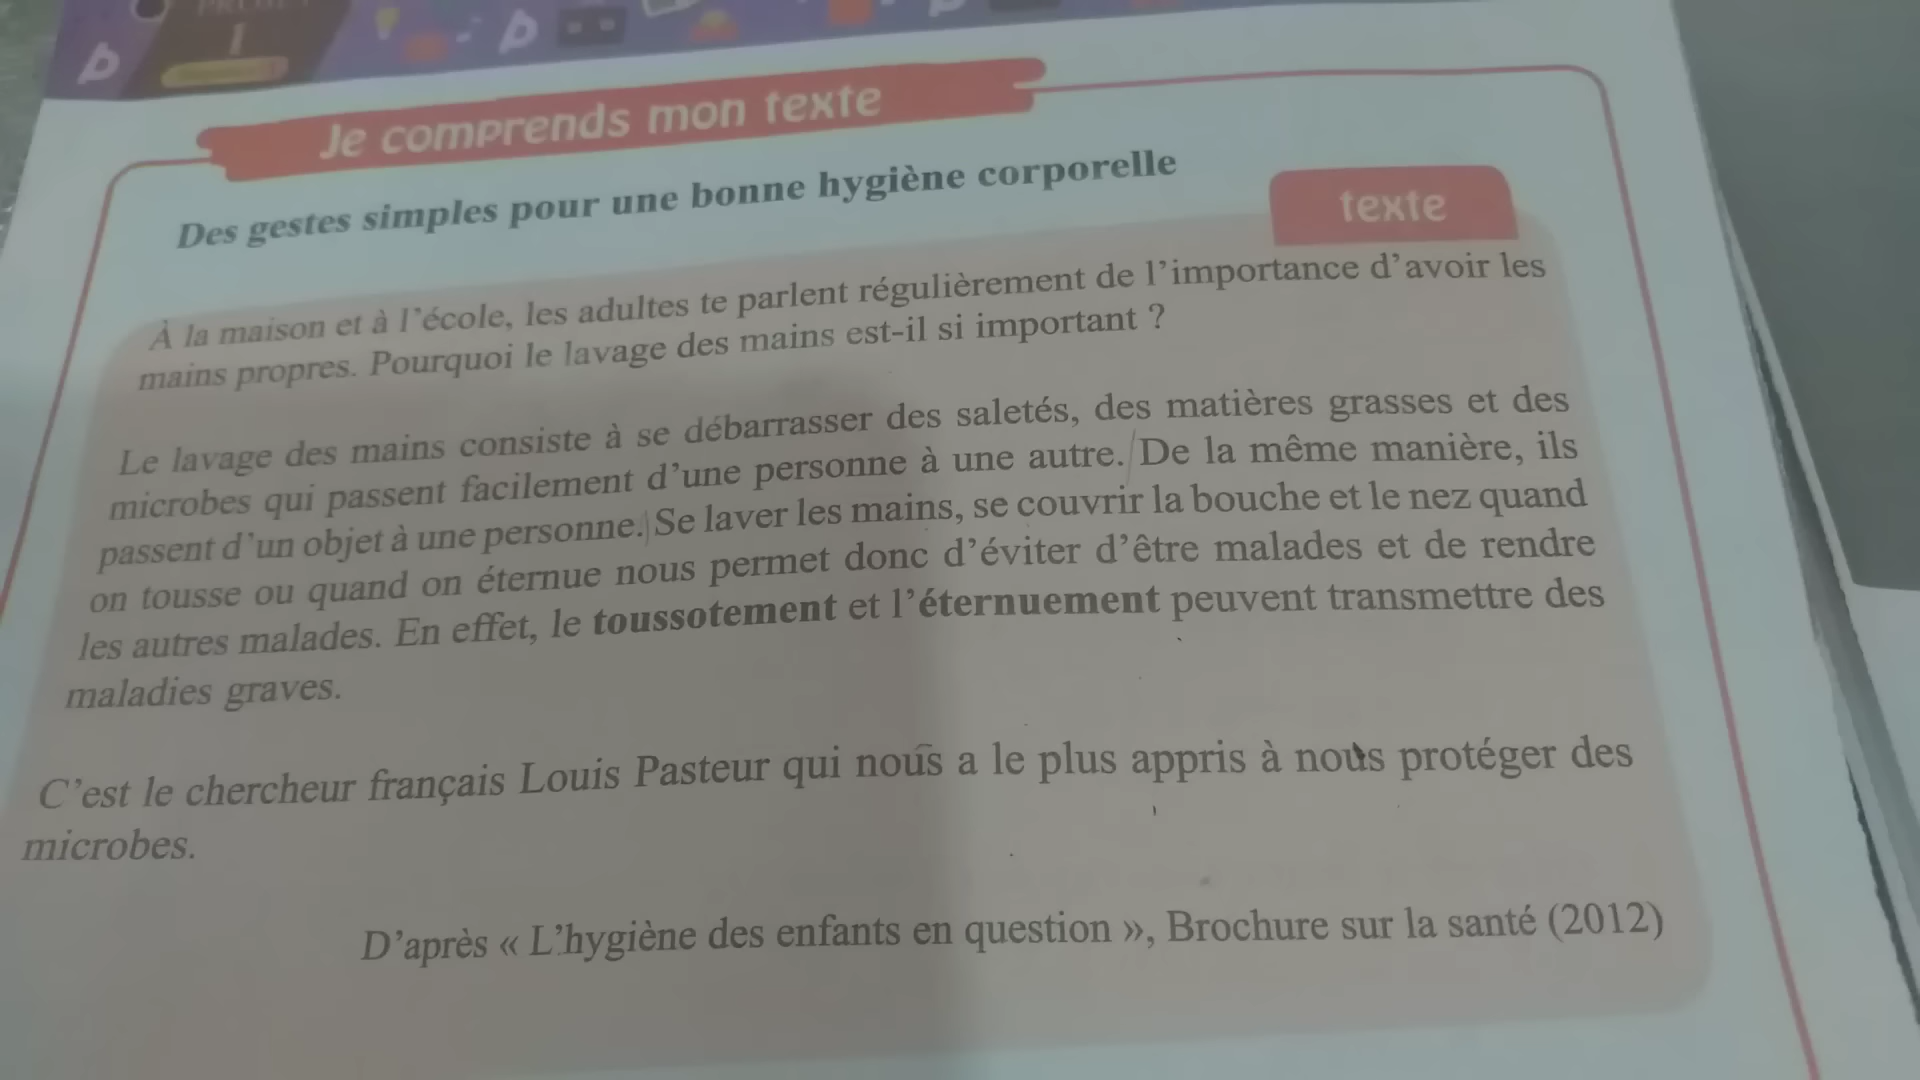 1
Je comprends mon texte
Des gestes simples pour une bonne hygiène corporelle
texte
À la maison et à l'école, les adultes te parlent régulièrement de l'importance d'avoir les
mains propres. Pourquoi le lavage des mains est-il si important ?
Le lavage des mains consiste à se débarrasser des saletés, des matières grasses et des
microbes qui passent facilement d'une personne à une autre. De la même manière, ils
passent d'un objet à une personne. Se laver les mains, se couvrir la bouche et le nez quand
on tousse ou quand on éternue nous permet donc d'éviter d'être malades et de rendre
les autres malades. En effet, le toussotement et l'éternuement peuvent transmettre des
maladies graves.
C'est le chercheur français Louis Pasteur qui nous a le plus appris à nous protéger des
microbes.
D'après « L'hygiène des enfants en question », Brochure sur la santé (2012)